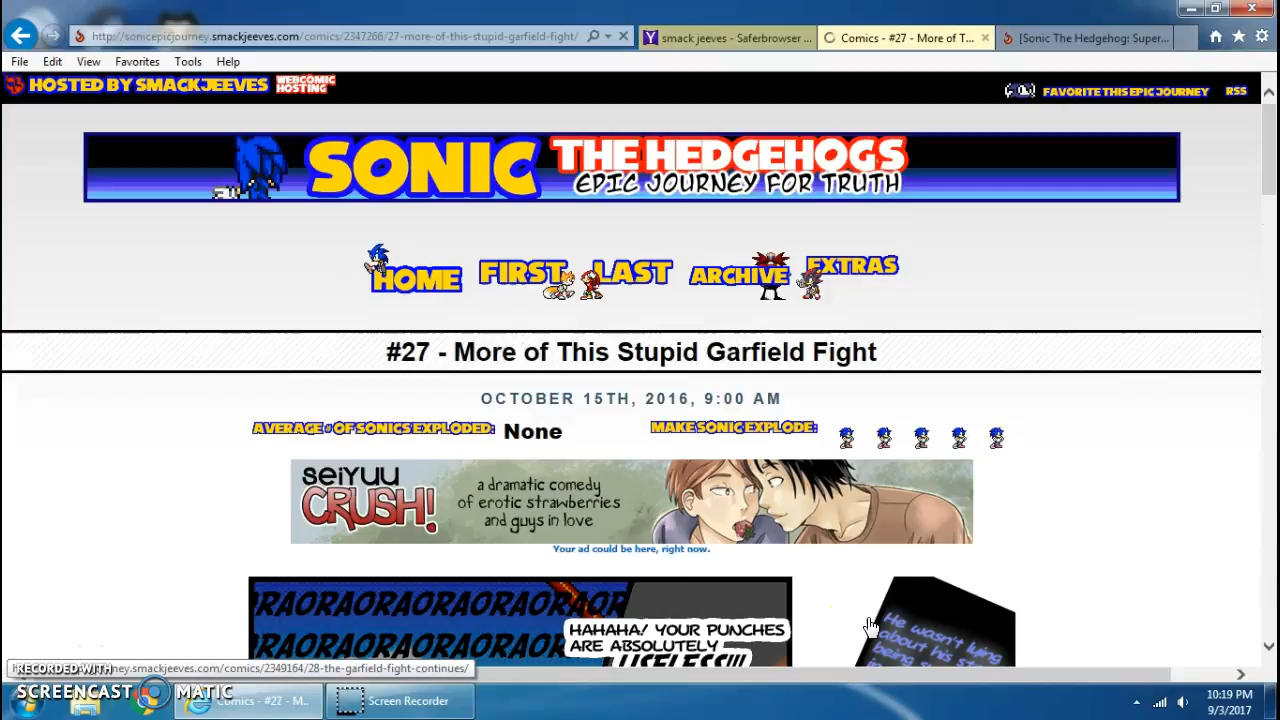 http://sonicepicjourney.smackjeeves.com/comics/2347266/27-more-of-this-stupid-garfield-fight/
smack jeeves - Saferbrowser ...
Comics - #27 - More of T...
[Sonic The Hedgehog: Super...
File Edit View Favorites Tools Help
HOSTED BY SMACKJEEVES
WEBCOMIC HOSTING
FAVORITE THIS EPIC JOURNEY
RSS
SONIC THE HEDGEHOGS
EPIC JOURNEY FOR TRUTH
HOME FIRST LAST ARCHIVE EXTRAS
#27 - More of This Stupid Garfield Fight
OCTOBER 15TH, 2016, 9:00 AM
AVERAGE # OF SONICS EXPLODED: None
MAKE SONIC EXPLODE:
SEIYUU CRUSH!
a dramatic comedy
of erotic strawberries
and guys in love
Your ad could be here, right now.
ORAORAORAORAORAORAORAORAO
ORAORAORAORAORAORAORAO
HAHAHA! YOUR PUNCHES
ARE ABSOLUTELY
USELESS!!!
He wasn't lying
about his st
being
RECORDED WITH
SCREENCAST MATIC
rney.smackjeeves.com/comics/2349164/28-the-garfield-fight-continues/
Comics - #27 - M...
Screen Recorder
10:19 PM
9/3/2017